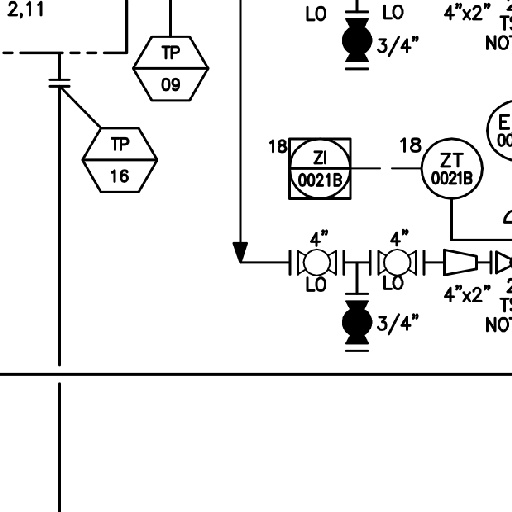 2,11
LO
LO
4"x2"
3/4"
NO
TP
09
TP
16
18
ZI
0021B
18
ZT
0021B
E
00
4"
4"
LO
LO
4"x2"
3/4"
NO